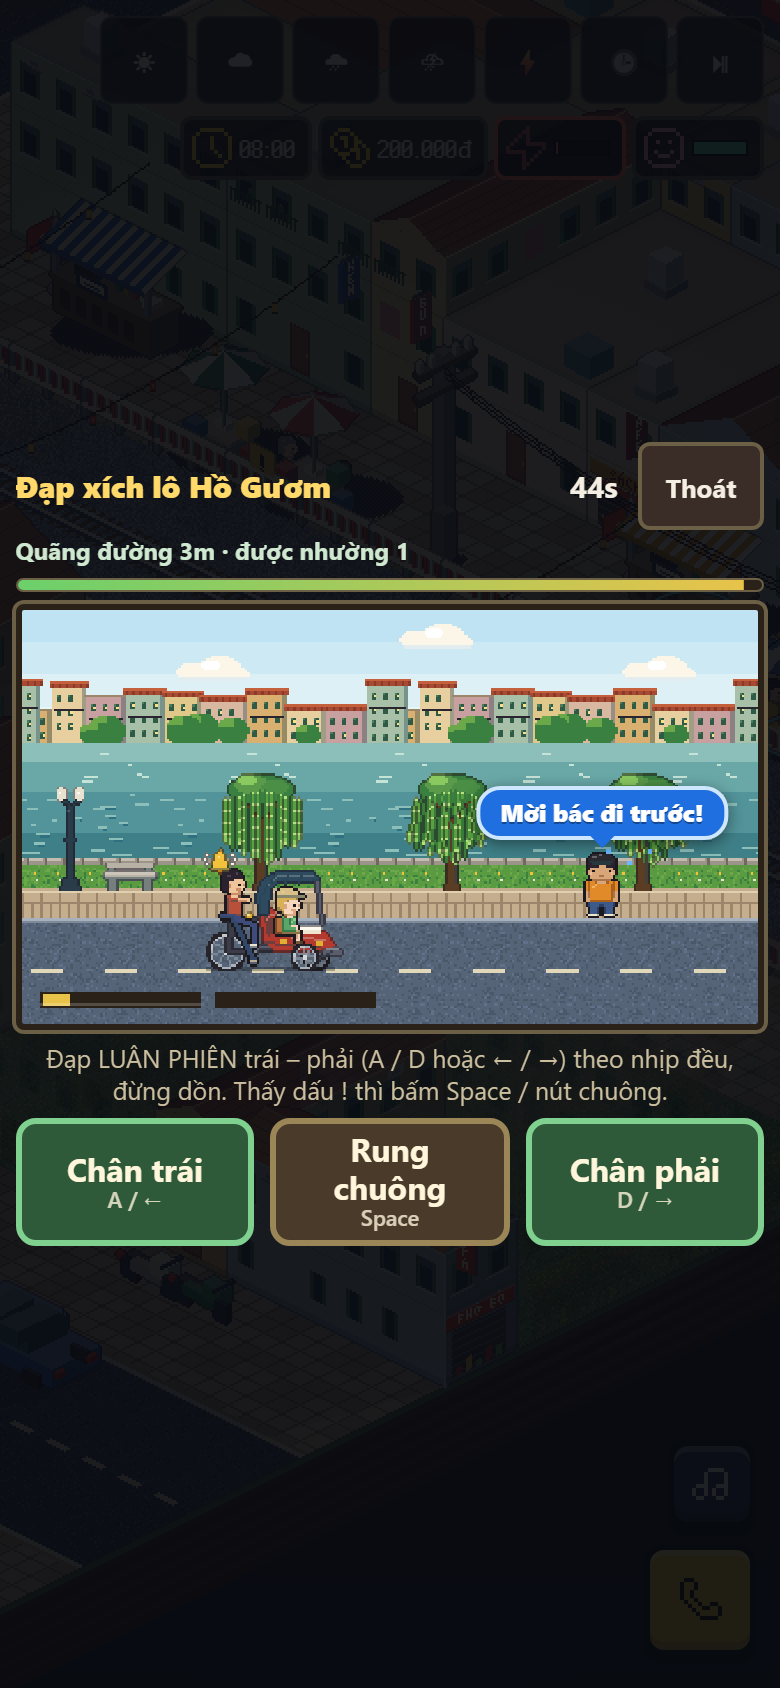 08:00
200.000đ
BÚN
Đạp xích lô Hồ Gươm
44s
Thoát
Quãng đường 3m · được nhường 1
Mời bác đi trước!
Đạp LUÂN PHIÊN trái – phải (A / D hoặc ← / →) theo nhịp đều,
đừng dồn. Thấy dấu ! thì bấm Space / nút chuông.
Chân trái
A / ←
Rung
chuông
Space
Chân phải
D / →